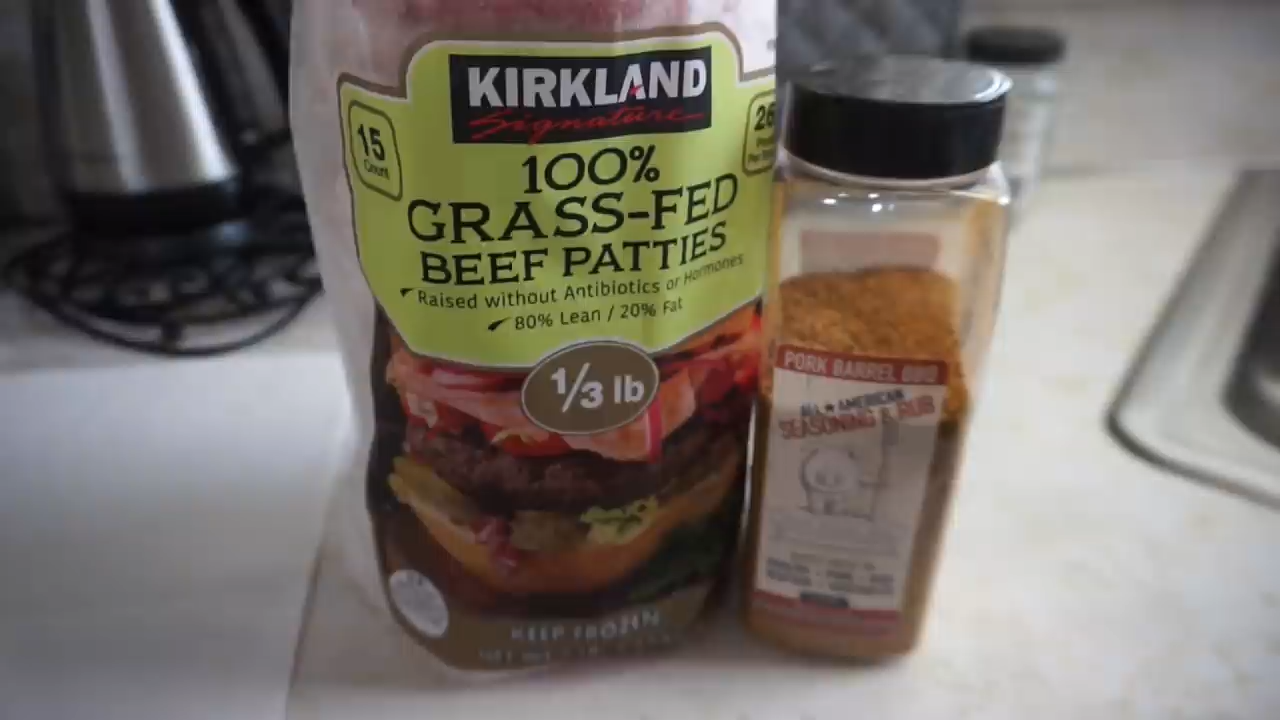 KIRKLAND
Signature
15
Count
26
100%
GRASS-FED
BEEF PATTIES
Raised without Antibiotics or Hormones
80% Lean / 20% Fat
1/3 lb
KEEP FROZEN
PORK BARREL BBQ
ALL ★ AMERICAN
SEASONING & RUB